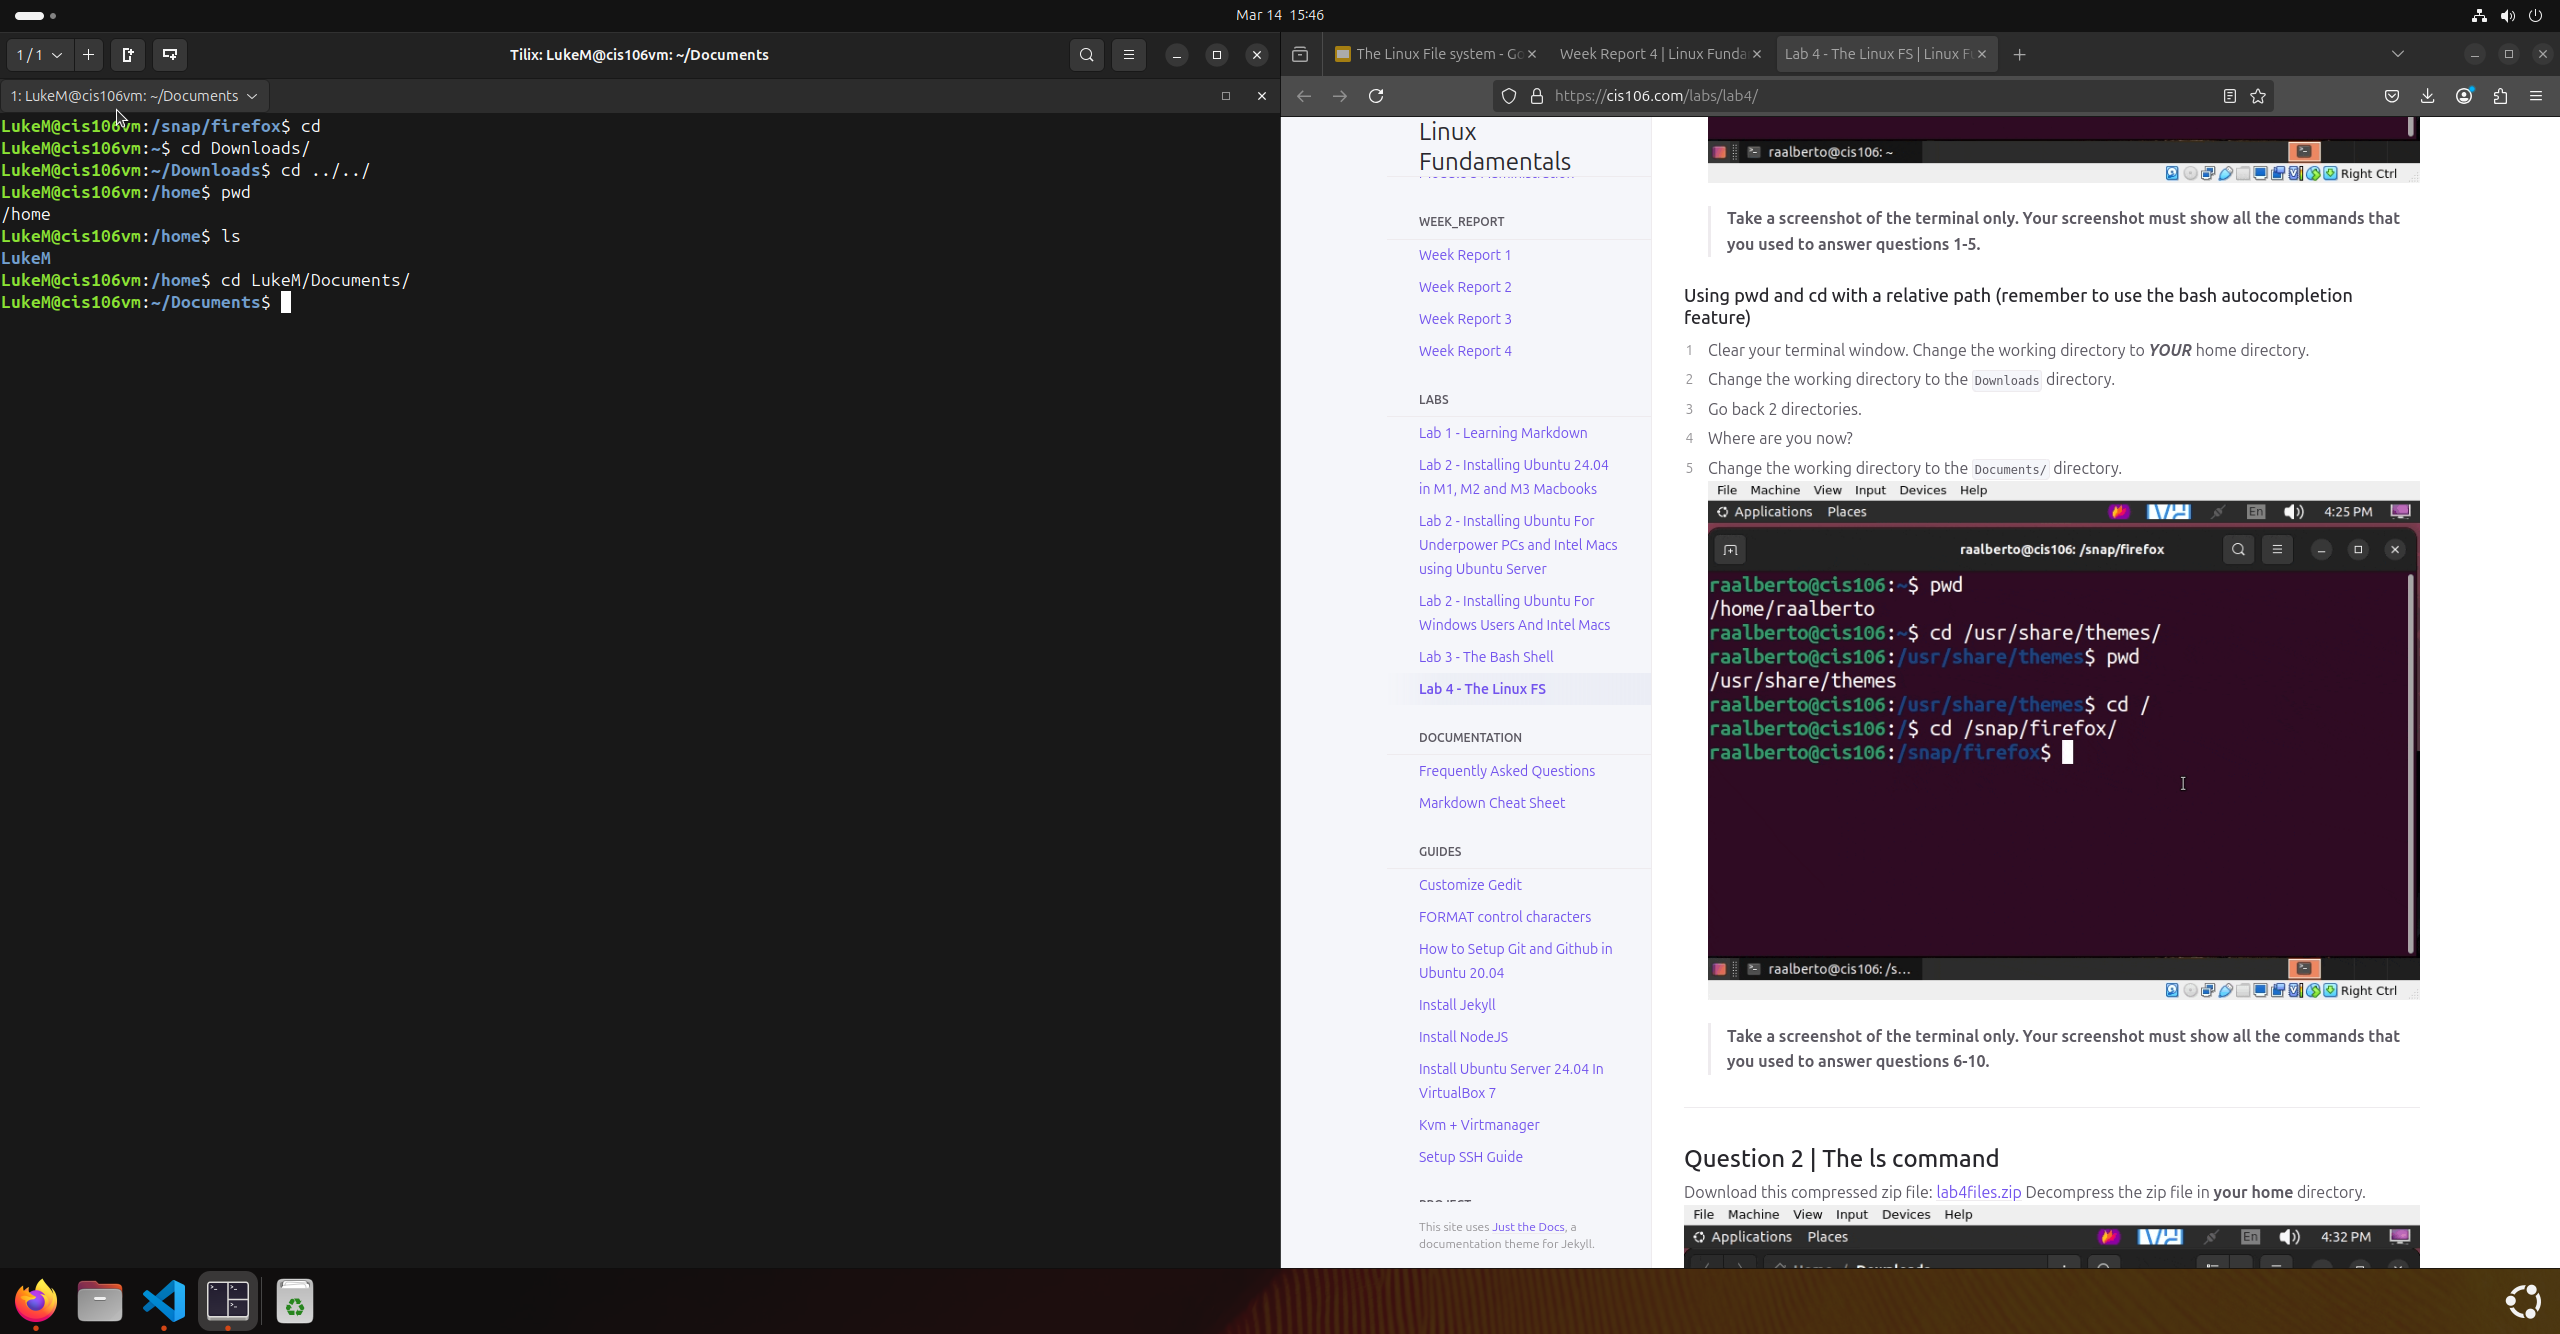 Mar 14 15:46
1 / 1
Tilix: LukeM@cis106vm: ~/Documents
1: LukeM@cis106vm: ~/Documents
LukeM@cis106vm:/snap/firefox$ cd
LukeM@cis106vm:~$ cd Downloads/
LukeM@cis106vm:~/Downloads$ cd ../../
LukeM@cis106vm:/home$ pwd
/home
LukeM@cis106vm:/home$ ls
LukeM
LukeM@cis106vm:/home$ cd LukeM/Documents/
LukeM@cis106vm:~/Documents$
The Linux File system - Go
Week Report 4 | Linux Funda
Lab 4 - The Linux FS | Linux F
https://cis106.com/labs/lab4/
Linux
Fundamentals
WEEK_REPORT
Week Report 1
Week Report 2
Week Report 3
Week Report 4
LABS
Lab 1 - Learning Markdown
Lab 2 - Installing Ubuntu 24.04
in M1, M2 and M3 Macbooks
Lab 2 - Installing Ubuntu For
Underpower PCs and Intel Macs
using Ubuntu Server
Lab 2 - Installing Ubuntu For
Windows Users And Intel Macs
Lab 3 - The Bash Shell
Lab 4 - The Linux FS
DOCUMENTATION
Frequently Asked Questions
Markdown Cheat Sheet
GUIDES
Customize Gedit
FORMAT control characters
How to Setup Git and Github in
Ubuntu 20.04
Install Jekyll
Install NodeJS
Install Ubuntu Server 24.04 In
VirtualBox 7
Kvm + Virtmanager
Setup SSH Guide
This site uses Just the Docs, a
documentation theme for Jekyll.
raalberto@cis106: ~
Right Ctrl
Take a screenshot of the terminal only. Your screenshot must show all the commands that
you used to answer questions 1-5.
Using pwd and cd with a relative path (remember to use the bash autocompletion
feature)
1 Clear your terminal window. Change the working directory to YOUR home directory.
2 Change the working directory to the Downloads directory.
3 Go back 2 directories.
4 Where are you now?
5 Change the working directory to the Documents/ directory.
File Machine View Input Devices Help
Applications Places En 4:25 PM
raalberto@cis106: /snap/firefox
raalberto@cis106:~$ pwd
/home/raalberto
raalberto@cis106:~$ cd /usr/share/themes/
raalberto@cis106:/usr/share/themes$ pwd
/usr/share/themes
raalberto@cis106:/usr/share/themes$ cd /
raalberto@cis106:/$ cd /snap/firefox/
raalberto@cis106:/snap/firefox$
raalberto@cis106: /s...
Right Ctrl
Take a screenshot of the terminal only. Your screenshot must show all the commands that
you used to answer questions 6-10.
Question 2 | The ls command
Download this compressed zip file: lab4files.zip Decompress the zip file in your home directory.
File Machine View Input Devices Help
Applications Places En 4:32 PM